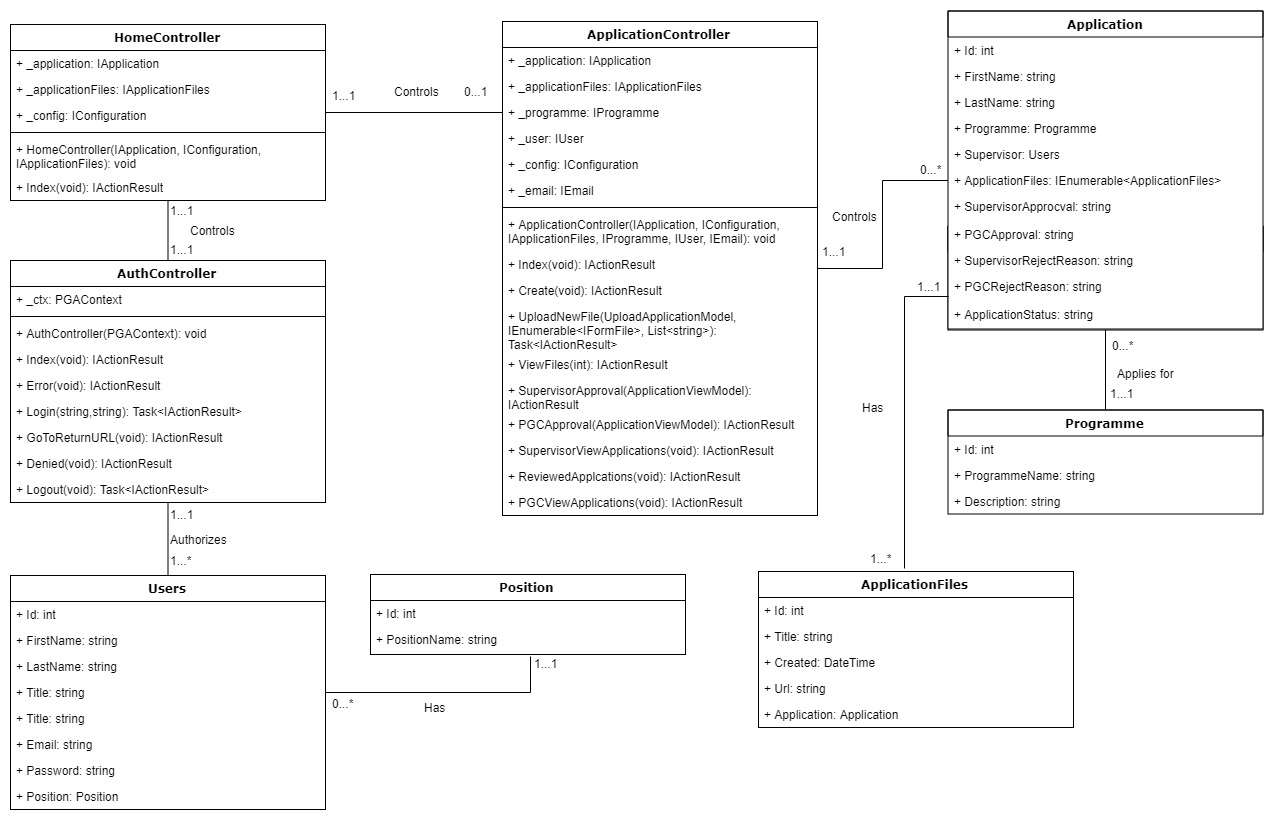 HomeController
+ _application: IApplication
+ _applicationFiles: IApplicationFiles
+ _config: IConfiguration
+ HomeController(IApplication, IConfiguration,
IApplicationFiles): void
+ Index(void): IActionResult
1...1
Controls
0...1
ApplicationController
+ _application: IApplication
+ _applicationFiles: IApplicationFiles
+ _programme: IProgramme
+ _user: IUser
+ _config: IConfiguration
+ _email: IEmail
+ ApplicationController(IApplication, IConfiguration,
IApplicationFiles, IProgramme, IUser, IEmail): void
+ Index(void): IActionResult
+ Create(void): IActionResult
+ UploadNewFile(UploadApplicationModel,
IEnumerable<IFormFile>, List<string>):
Task<IActionResult>
+ ViewFiles(int): IActionResult
+ SupervisorApproval(ApplicationViewModel):
IActionResult
+ PGCApproval(ApplicationViewModel): IActionResult
+ SupervisorViewApplications(void): IActionResult
+ ReviewedApplcations(void): IActionResult
+ PGCViewApplications(void): IActionResult
0...*
Controls
1...1
Application
+ Id: int
+ FirstName: string
+ LastName: string
+ Programme: Programme
+ Supervisor: Users
+ ApplicationFiles: IEnumerable<ApplicationFiles>
+ SupervisorApprocval: string
+ PGCApproval: string
+ SupervisorRejectReason: string
+ PGCRejectReason: string
+ ApplicationStatus: string
1...1
Controls
1...1
AuthController
+ _ctx: PGAContext
+ AuthController(PGAContext): void
+ Index(void): IActionResult
+ Error(void): IActionResult
+ Login(string,string): Task<IActionResult>
+ GoToReturnURL(void): IActionResult
+ Denied(void): IActionResult
+ Logout(void): Task<IActionResult>
1...1
Has
1...*
0...*
Applies for
1...1
Programme
+ Id: int
+ ProgrammeName: string
+ Description: string
1...1
Authorizes
1...*
Users
+ Id: int
+ FirstName: string
+ LastName: string
+ Title: string
+ Title: string
+ Email: string
+ Password: string
+ Position: Position
Position
+ Id: int
+ PositionName: string
1...1
0...*
Has
ApplicationFiles
+ Id: int
+ Title: string
+ Created: DateTime
+ Url: string
+ Application: Application